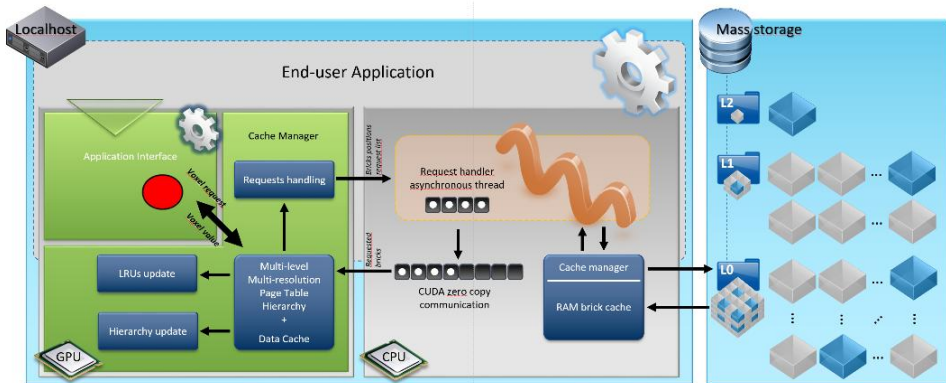 Localhost
Mass storage
End-user Application
Cache Manager
Application Interface
Requests handling
Voxel request
Voxel value
Bricks positions
request list
Request handler
asynchronous thread
Requested
bricks
LRUs update
Multi-level
Multi-resolution
Page Table
Hierarchy
+
Data Cache
Hierarchy update
CUDA zero copy
communication
Cache manager
RAM brick cache
GPU
CPU
L2
L1
...
...
L0
...
...